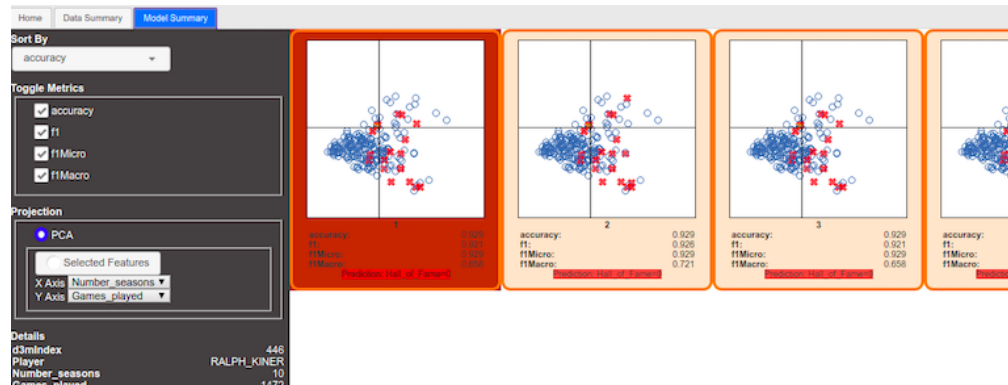 Home Data Summary Model Summary
Sort By
accuracy
Toggle Metrics
accuracy
f1
f1Micro
f1Macro
Projection
PCA
Selected Features
X Axis Number_seasons
Y Axis Games_played
Details
d3mIndex 446
Player RALPH_KINER
Number_seasons 10
Games_played 1472
1
accuracy: 0.929
f1: 0.921
f1Micro: 0.929
f1Macro: 0.658
Prediction: Hall_of_Fame=0
2
accuracy: 0.929
f1: 0.926
f1Micro: 0.929
f1Macro: 0.721
Prediction: Hall_of_Fame=0
3
accuracy: 0.929
f1: 0.921
f1Micro: 0.929
f1Macro: 0.658
Prediction: Hall_of_Fame=0
accuracy:
f1:
f1Micro:
f1Macro: